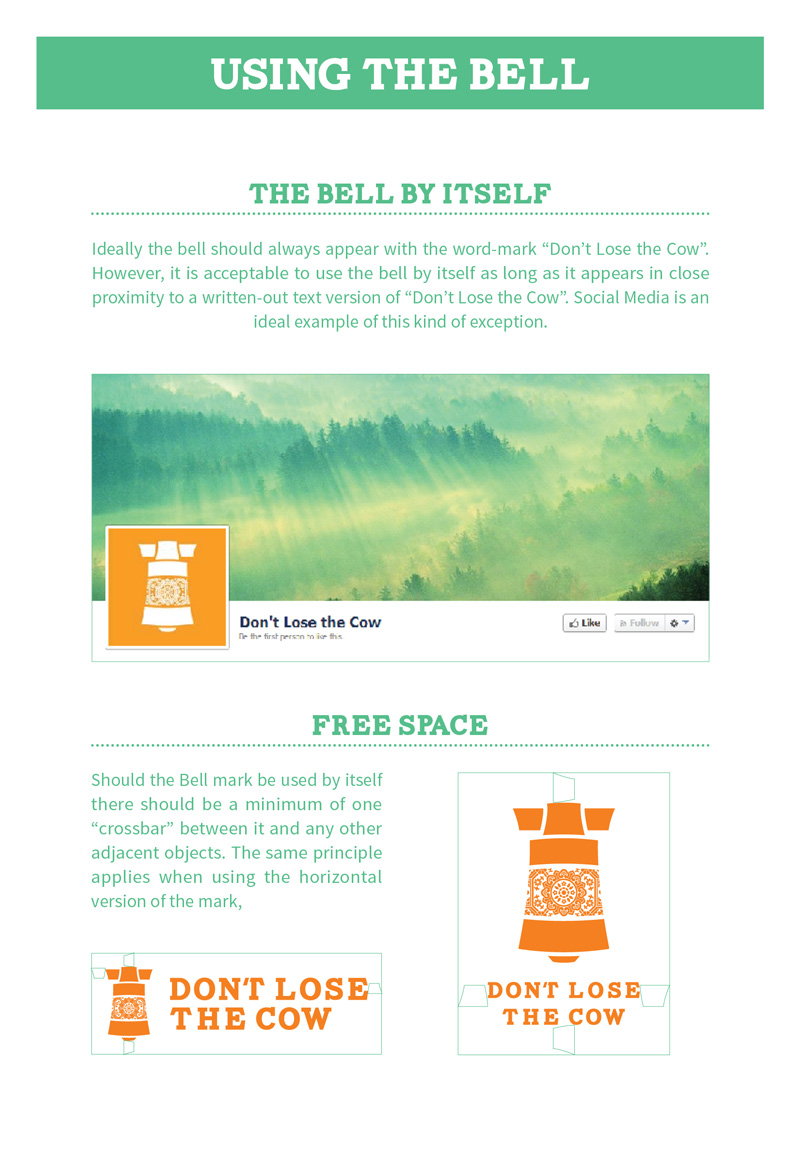 USING THE BELL
THE BELL BY ITSELF
Ideally the bell should always appear with the word-mark “Don’t Lose the Cow”.
However, it is acceptable to use the bell by itself as long as it appears in close
proximity to a written-out text version of “Don’t Lose the Cow”. Social Media is an
ideal example of this kind of exception.
Don't Lose the Cow
Be the first person to like this.
Like
Follow
FREE SPACE
Should the Bell mark be used by itself
there should be a minimum of one
“crossbar” between it and any other
adjacent objects. The same principle
applies when using the horizontal
version of the mark,
DON'T LOSE
THE COW
DON'T LOSE
THE COW